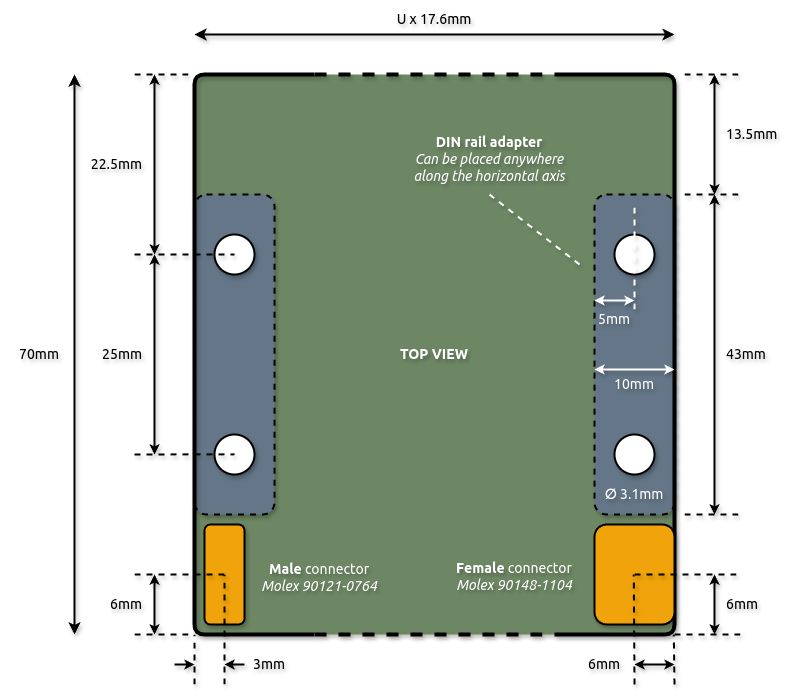 U x 17.6mm
13.5mm
DIN rail adapter
Can be placed anywhere
along the horizontal axis
22.5mm
5mm
70mm
25mm
TOP VIEW
43mm
10mm
Ø 3.1mm
Male connector
Molex 90121-0764
Female connector
Molex 90148-1104
6mm
6mm
3mm
6mm